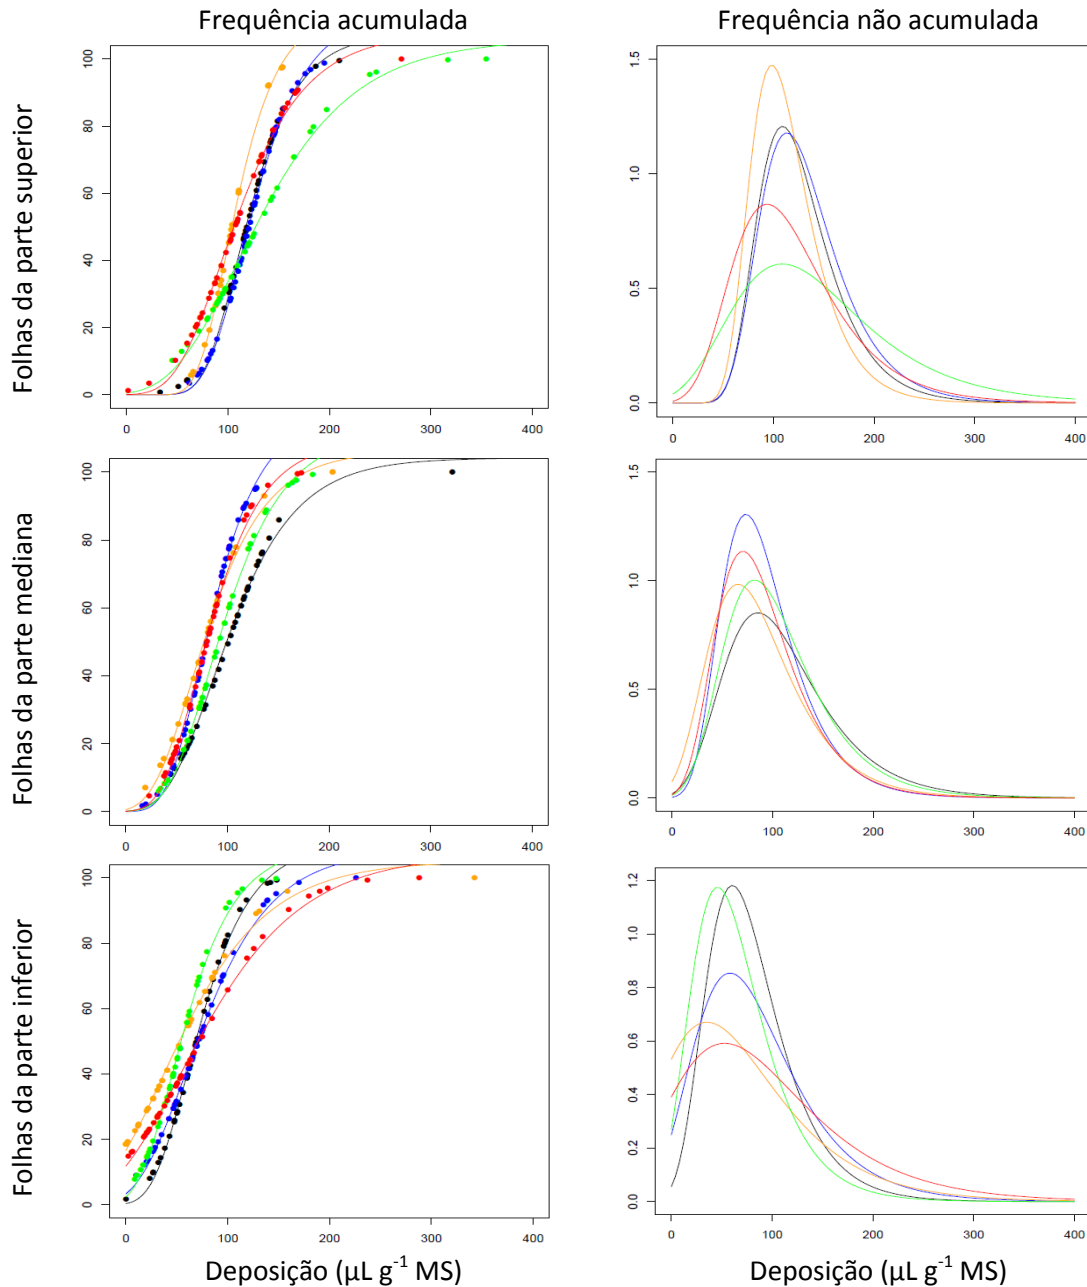 Frequência acumulada
Frequência não acumulada
Folhas da parte superior
0 20 40 60 80 100
0 100 200 300 400
0.0 0.5 1.0 1.5
0 100 200 300 400
Folhas da parte mediana
0 20 40 60 80 100
0 100 200 300 400
0.0 0.5 1.0 1.5
0 100 200 300 400
Folhas da parte inferior
0 20 40 60 80 100
0 100 200 300 400
0.0 0.2 0.4 0.6 0.8 1.0 1.2
0 100 200 300 400
Deposição (µL g⁻¹ MS)
Deposição (µL g⁻¹ MS)